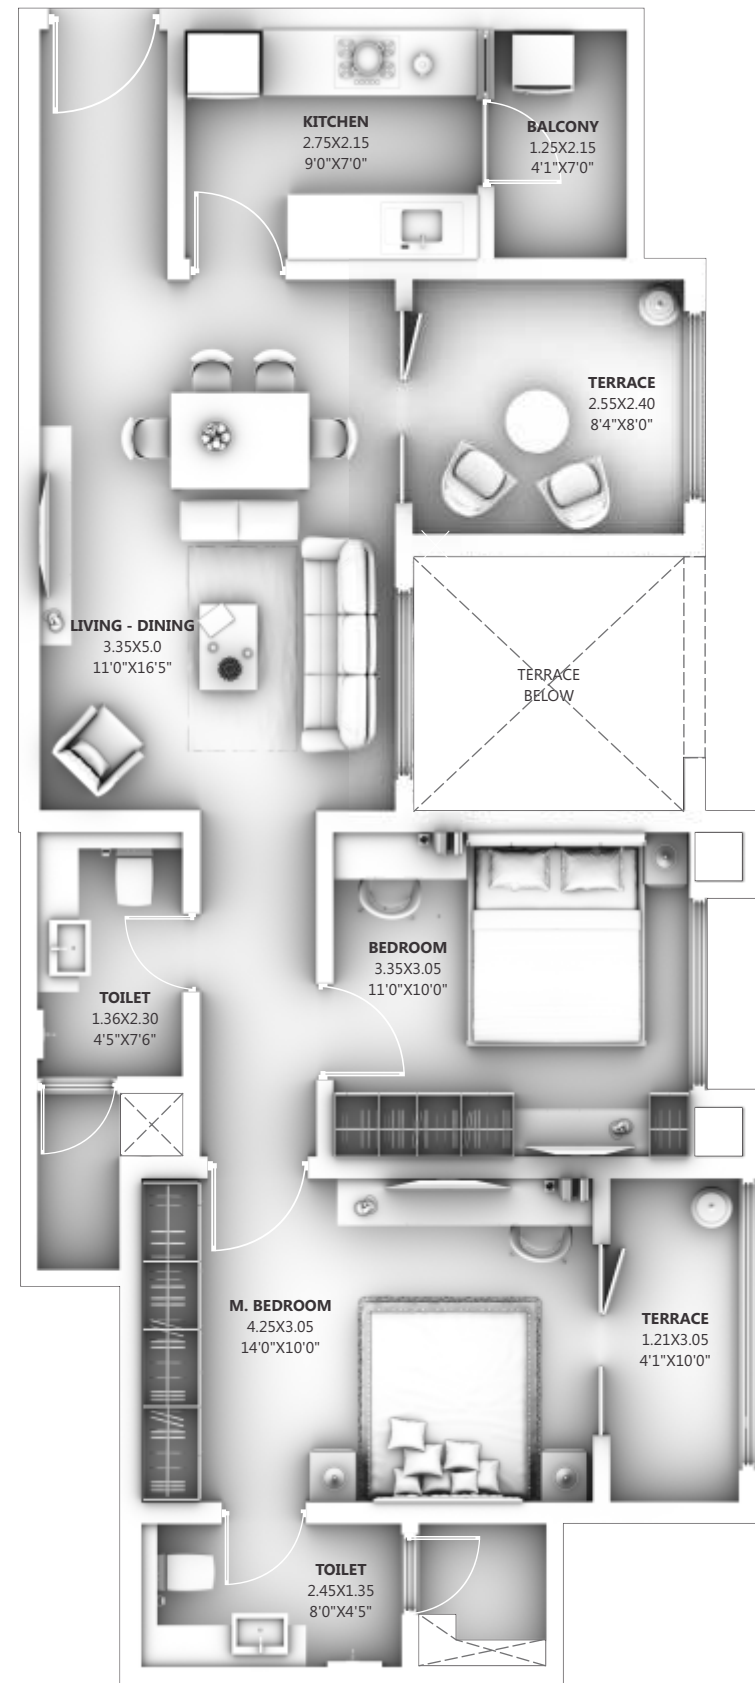 KITCHEN
2.75X2.15
9'0"X7'0"
BALCONY
1.25X2.15
4'1"X7'0"
TERRACE
2.55X2.40
8'4"X8'0"
LIVING - DINING
3.35X5.0
11'0"X16'5"
TERRACE
BELOW
BEDROOM
3.35X3.05
11'0"X10'0"
TOILET
1.36X2.30
4'5"X7'6"
M. BEDROOM
4.25X3.05
14'0"X10'0"
TERRACE
1.21X3.05
4'1"X10'0"
TOILET
2.45X1.35
8'0"X4'5"